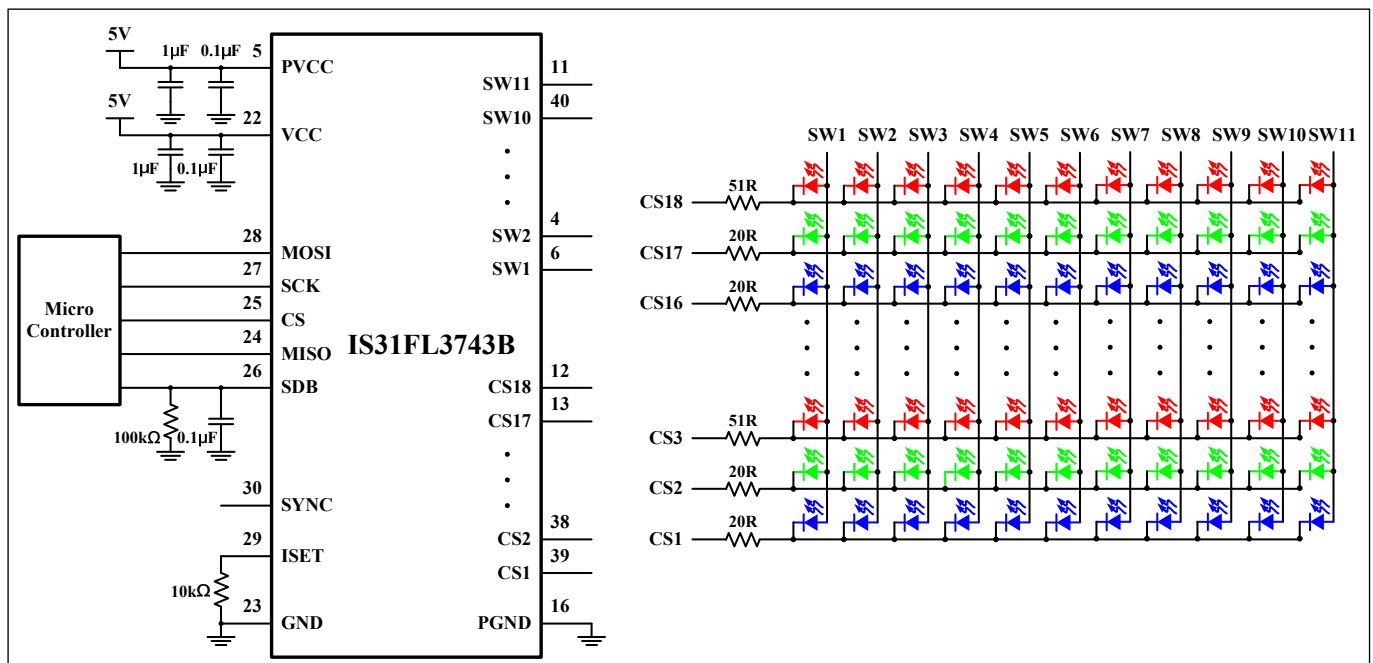 5V
1μF 0.1μF
5
PVCC
5V
22
VCC
1μF 0.1μF
Micro
Controller
28
MOSI
27
SCK
25
CS
24
MISO
26
SDB
100kΩ 0.1μF
30
SYNC
29
ISET
10kΩ
23
GND
IS31FL3743B
11
SW11
40
SW10
4
SW2
6
SW1
12
CS18
13
CS17
38
CS2
39
CS1
16
PGND
SW1 SW2 SW3 SW4 SW5 SW6 SW7 SW8 SW9 SW10 SW11
51R
CS18
20R
CS17
20R
CS16
51R
CS3
20R
CS2
20R
CS1